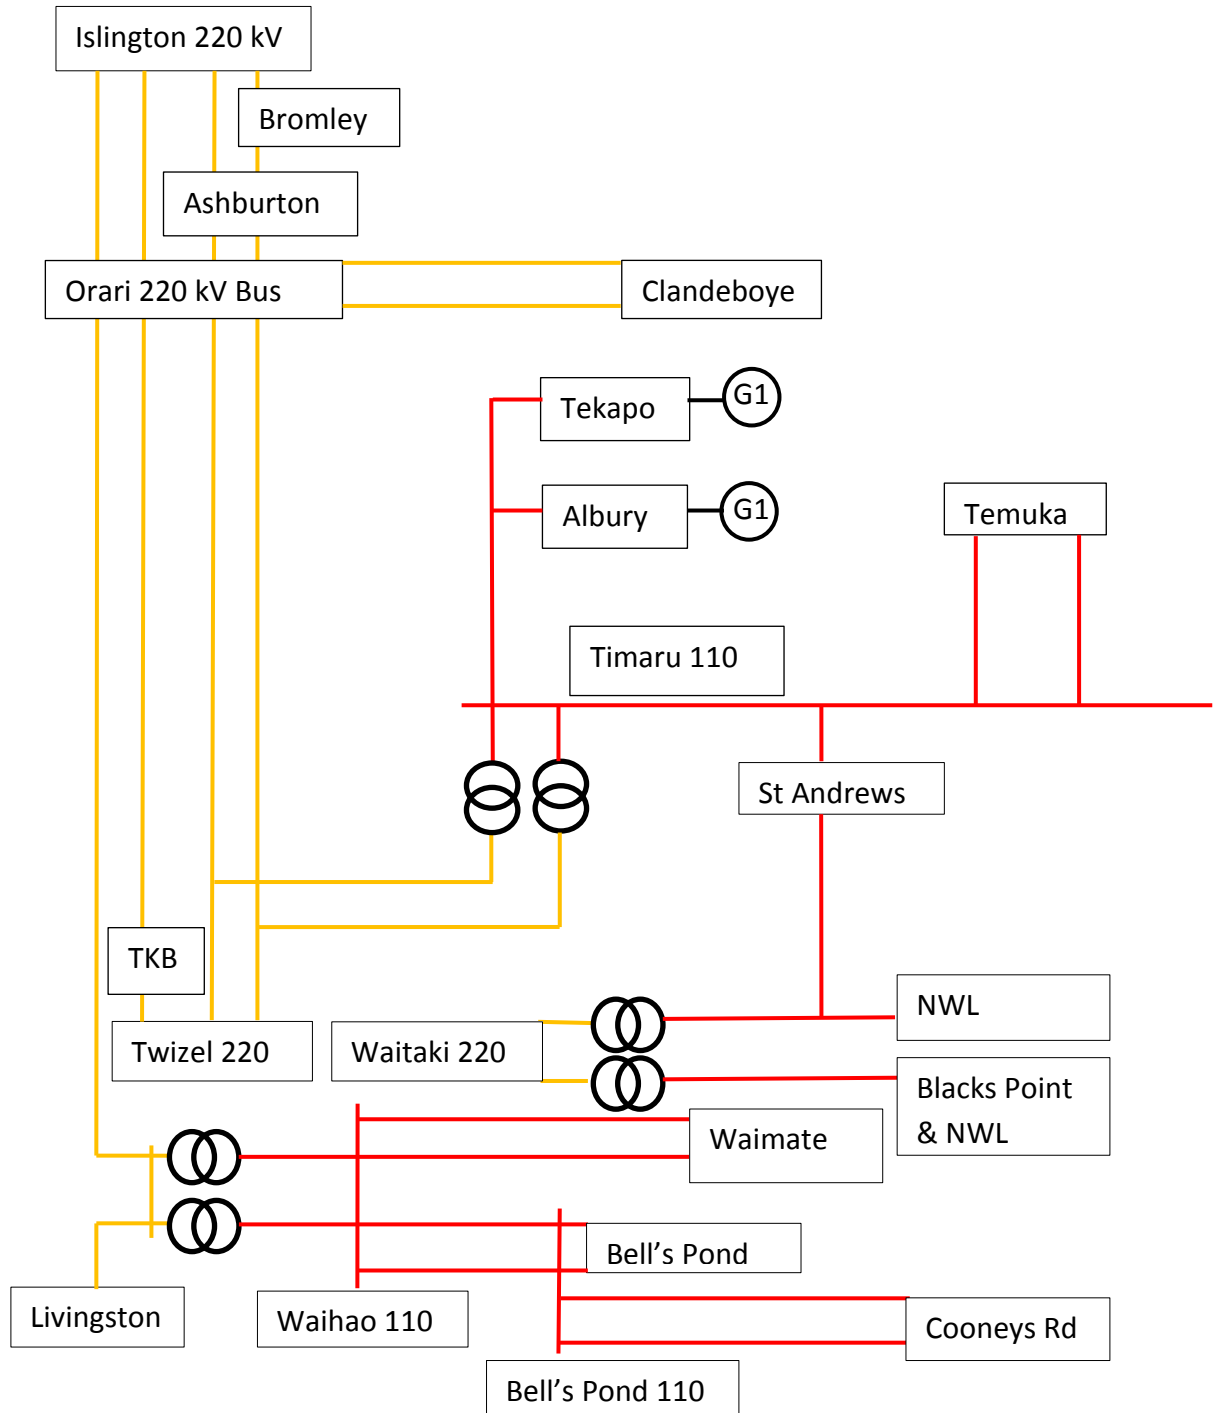 Islington 220 kV
Bromley
Ashburton
Orari 220 kV Bus
Clandeboye
Tekapo
G1
Albury
G1
Temuka
Timaru 110
St Andrews
TKB
NWL
Twizel 220
Waitaki 220
Blacks Point
& NWL
Waimate
Bell’s Pond
Livingston
Waihao 110
Cooneys Rd
Bell’s Pond 110